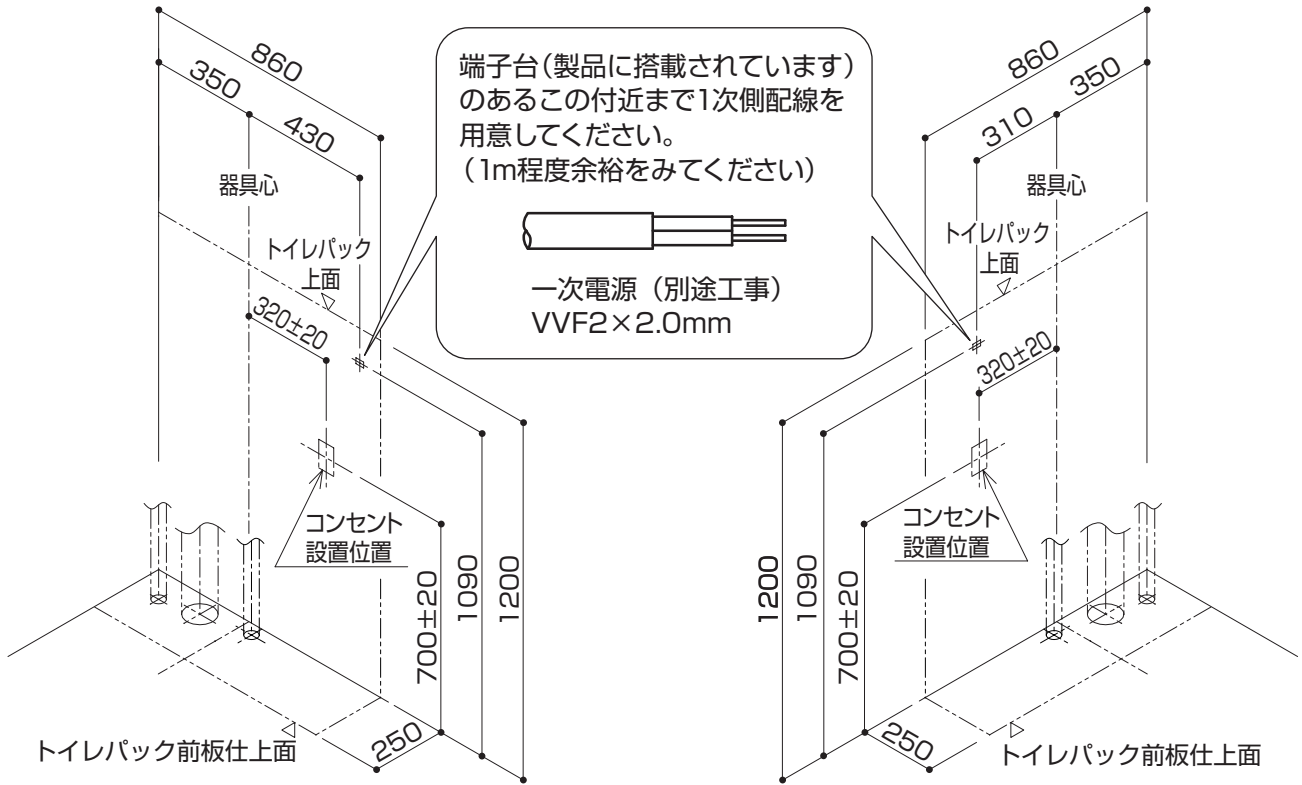 860
350
430
器具心
トイレパック
上面
320±20
コンセント
設置位置
700±20
1090
1200
250
トイレパック前板仕上面
端子台(製品に搭載されています)
のあるこの付近まで1次側配線を
用意してください。
(1m程度余裕をみてください)
一次電源(別途工事)
VVF2×2.0mm
860
350
310
器具心
トイレパック
上面
320±20
コンセント
設置位置
1200
1090
700±20
250
トイレパック前板仕上面